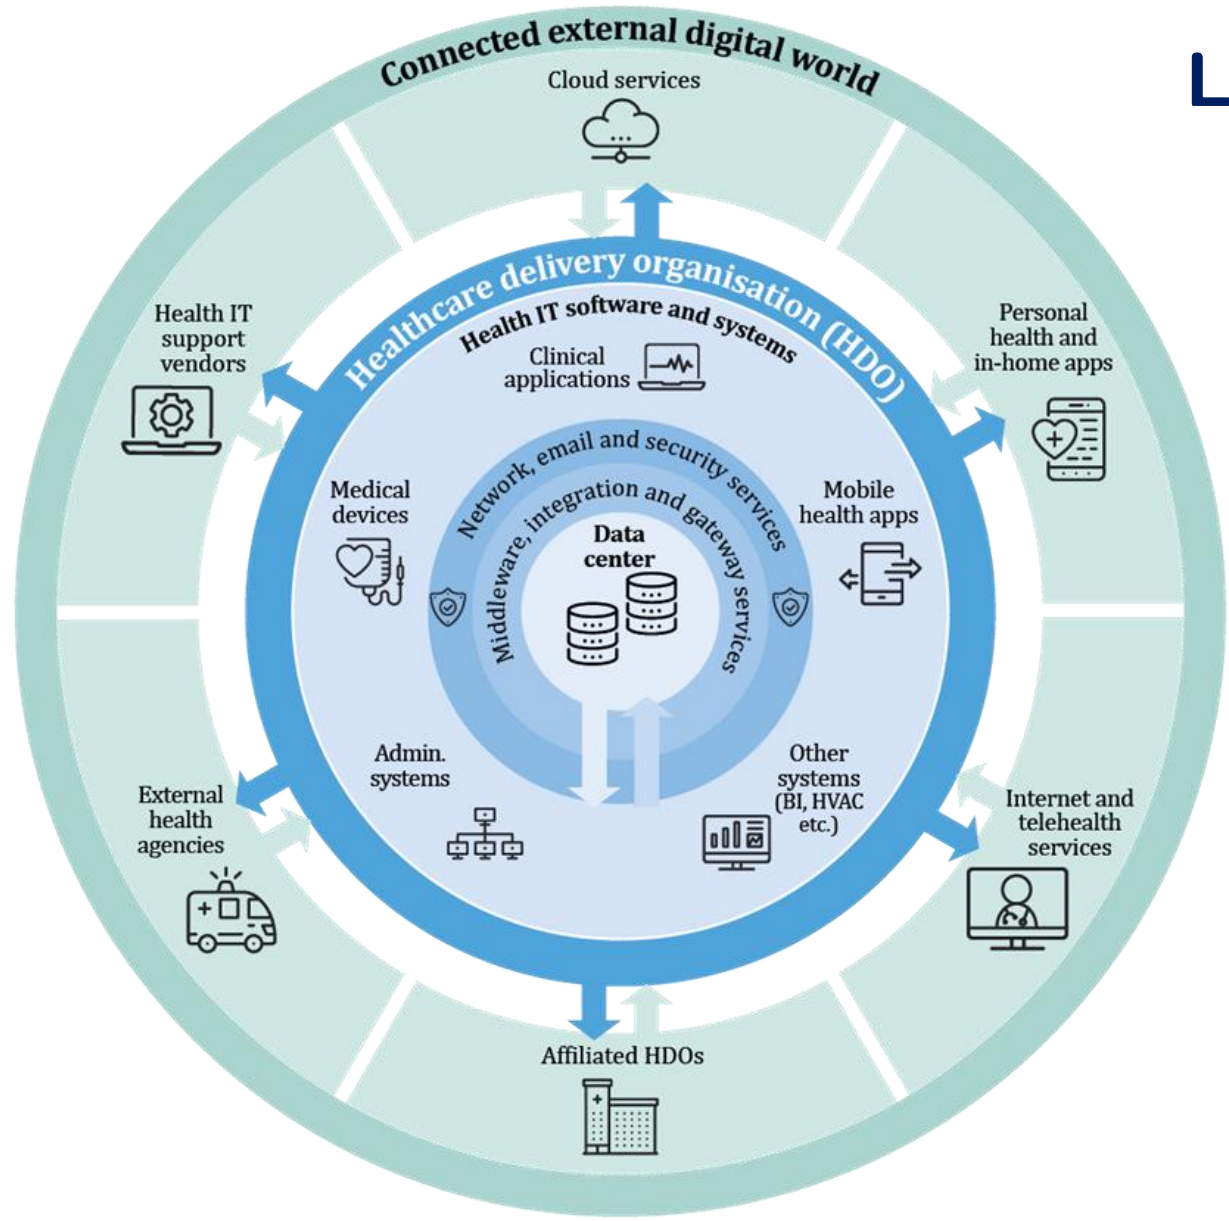 Connected external digital world
Cloud services
Healthcare delivery organisation (HDO)
Health IT software and systems
Clinical
applications
Health IT
support
vendors
Personal
health and
in-home apps
Network, email and security services
Middleware, integration and gateway services
Medical
devices
Mobile
health apps
Data
center
Admin.
systems
Other
systems
(BI, HVAC
etc.)
External
health
agencies
Internet and
telehealth
services
Affiliated HDOs